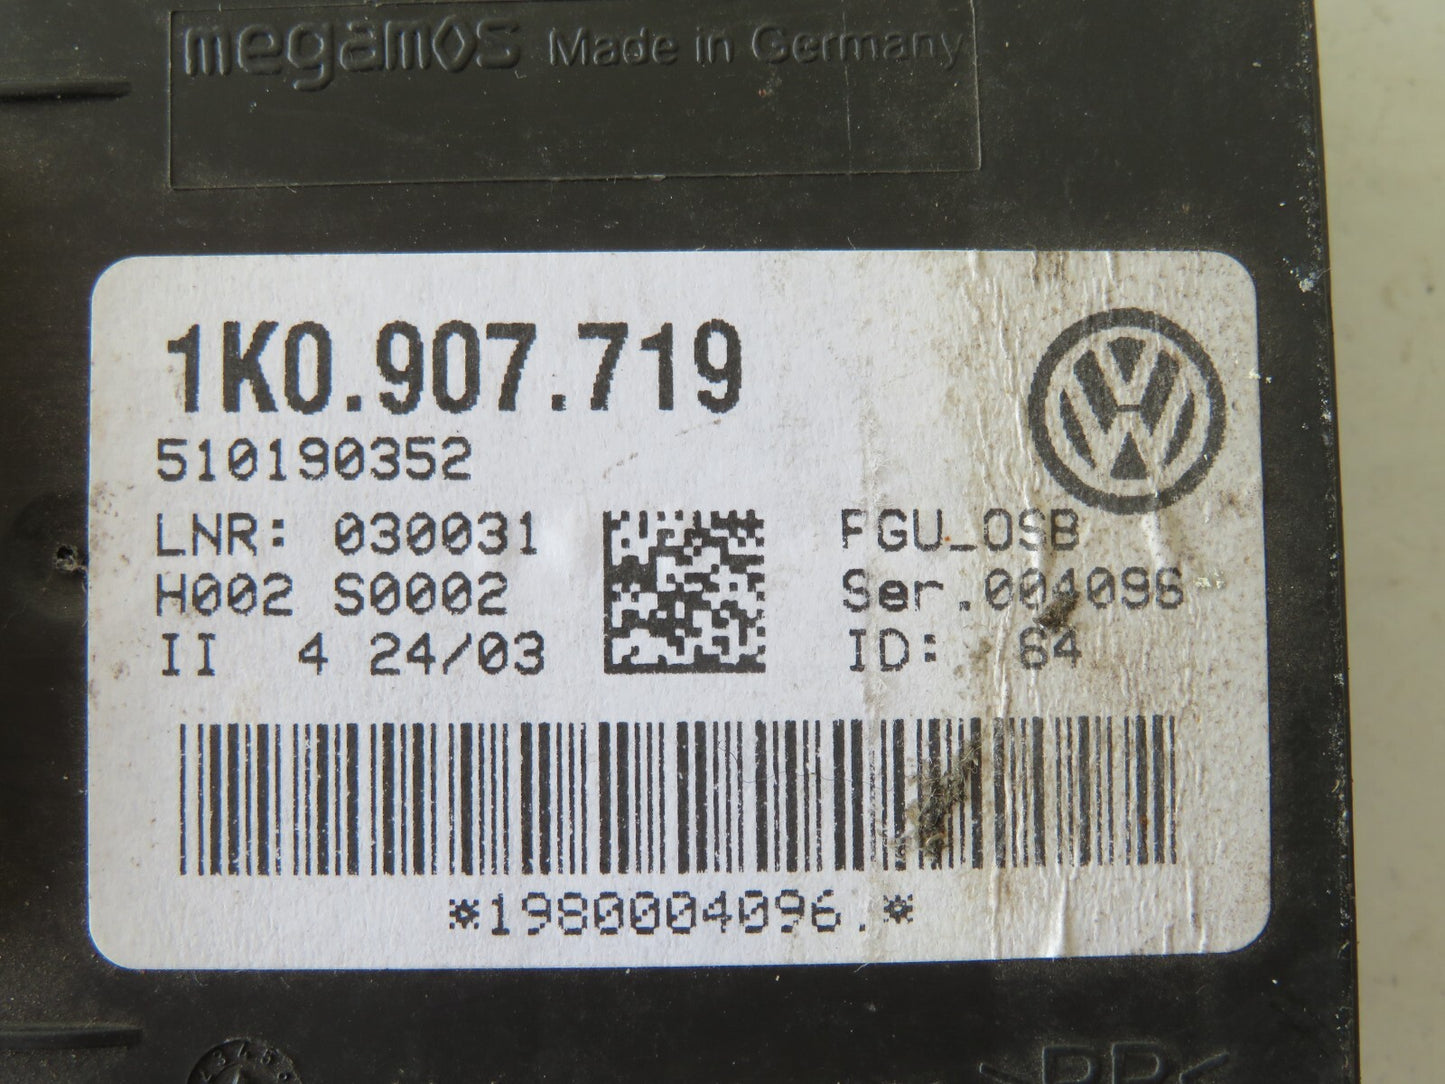 megamos Made in Germany
1K0.907.719
510190352
LNR: 030031
H002 S0002
II 4 24/03
FGU_OSB
Ser.004096
ID: 64
*1980004096.*
>PP<